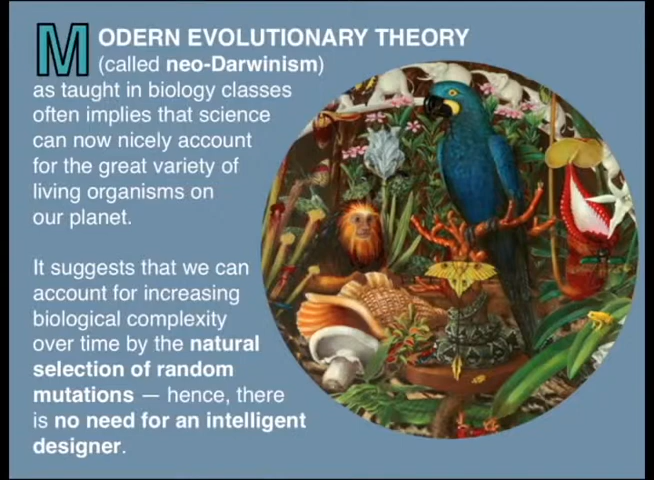 MODERN EVOLUTIONARY THEORY
(called neo-Darwinism)
as taught in biology classes
often implies that science
can now nicely account
for the great variety of
living organisms on
our planet.
It suggests that we can
account for increasing
biological complexity
over time by the natural
selection of random
mutations — hence, there
is no need for an intelligent
designer.